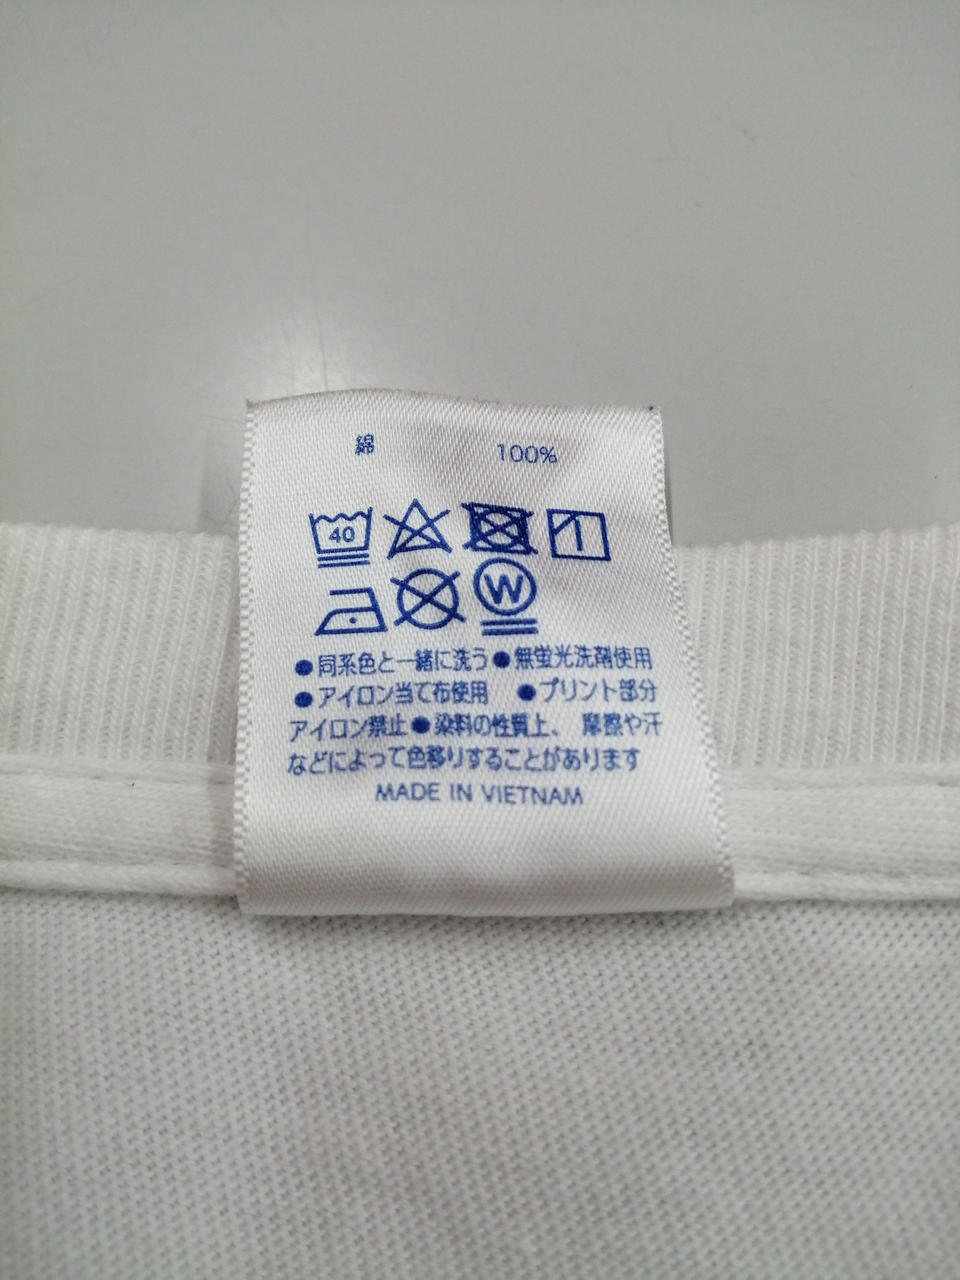 綿 100%
40
W
●同系色と一緒に洗う●無蛍光洗剤使用
●アイロン当て布使用 ●プリント部分
アイロン禁止●染料の性質上、摩擦や汗
などによって色移りすることがあります
MADE IN VIETNAM